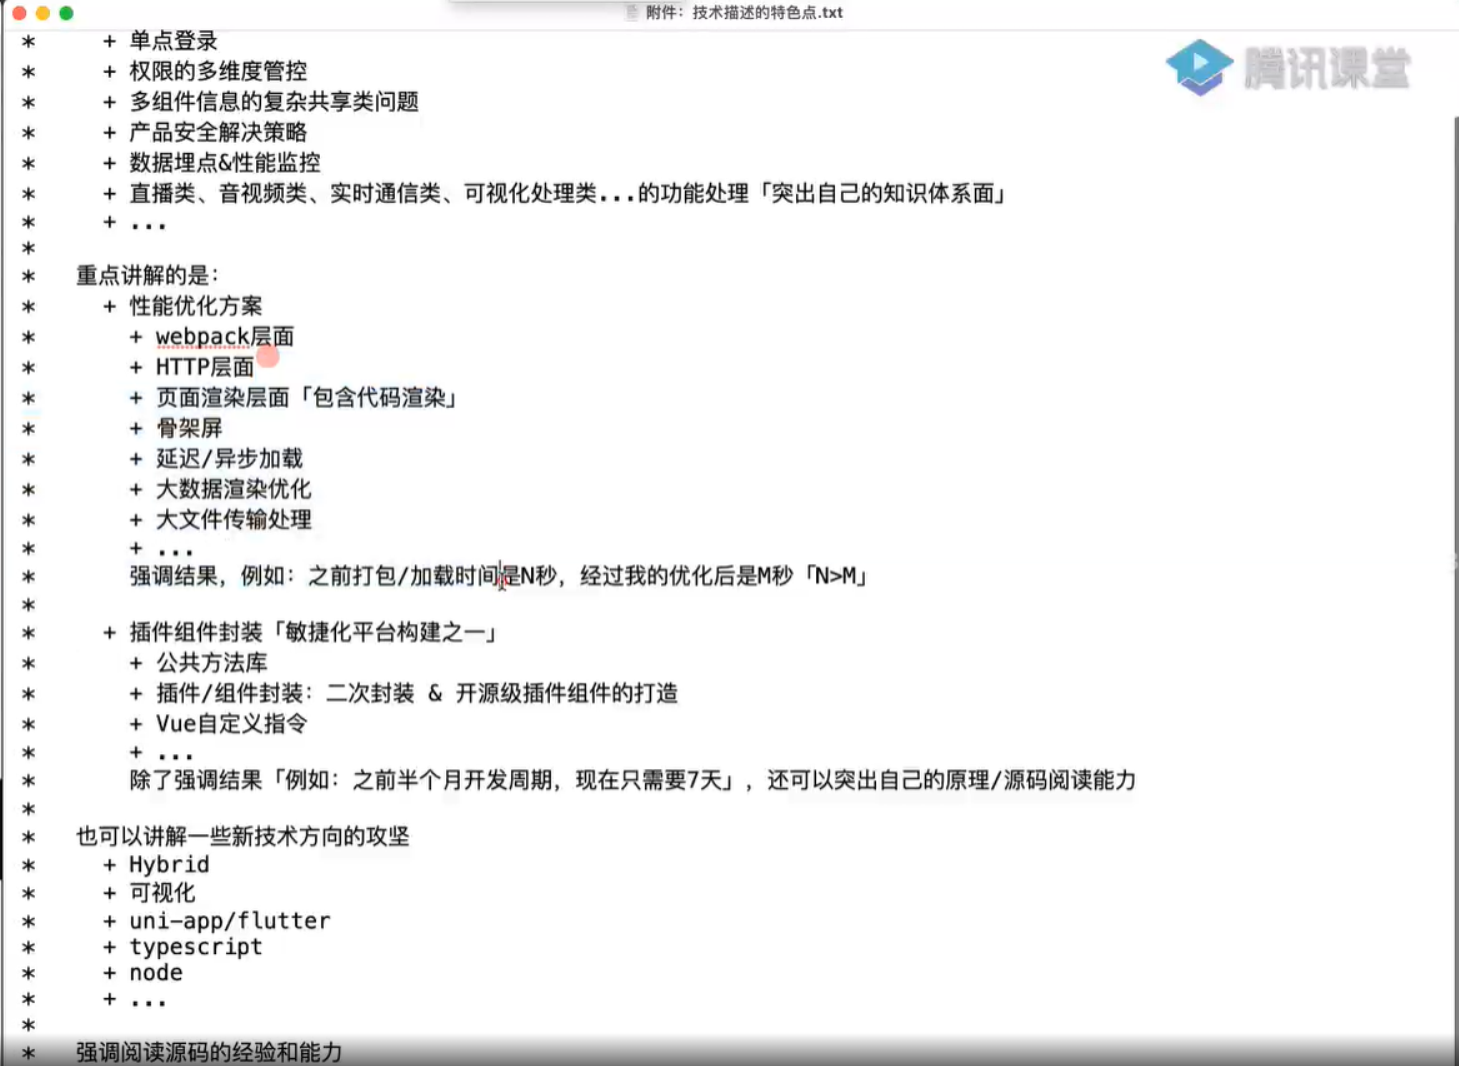 附件：技术描述的特色点.txt
腾讯课堂
* + 单点登录
* + 权限的多维度管控
* + 多组件信息的复杂共享类问题
* + 产品安全解决策略
* + 数据埋点&性能监控
* + 直播类、音视频类、实时通信类、可视化处理类...的功能处理「突出自己的知识体系面」
* + ...
*
* 重点讲解的是：
* + 性能优化方案
* + webpack层面
* + HTTP层面
* + 页面渲染层面「包含代码渲染」
* + 骨架屏
* + 延迟/异步加载
* + 大数据渲染优化
* + 大文件传输处理
* + ...
* 强调结果，例如：之前打包/加载时间是N秒，经过我的优化后是M秒「N>M」
*
* + 插件组件封装「敏捷化平台构建之一」
* + 公共方法库
* + 插件/组件封装：二次封装 & 开源级插件组件的打造
* + Vue自定义指令
* + ...
* 除了强调结果「例如：之前半个月开发周期，现在只需要7天」，还可以突出自己的原理/源码阅读能力
*
* 也可以讲解一些新技术方向的攻坚
* + Hybrid
* + 可视化
* + uni-app/flutter
* + typescript
* + node
* + ...
*
* 强调阅读源码的经验和能力